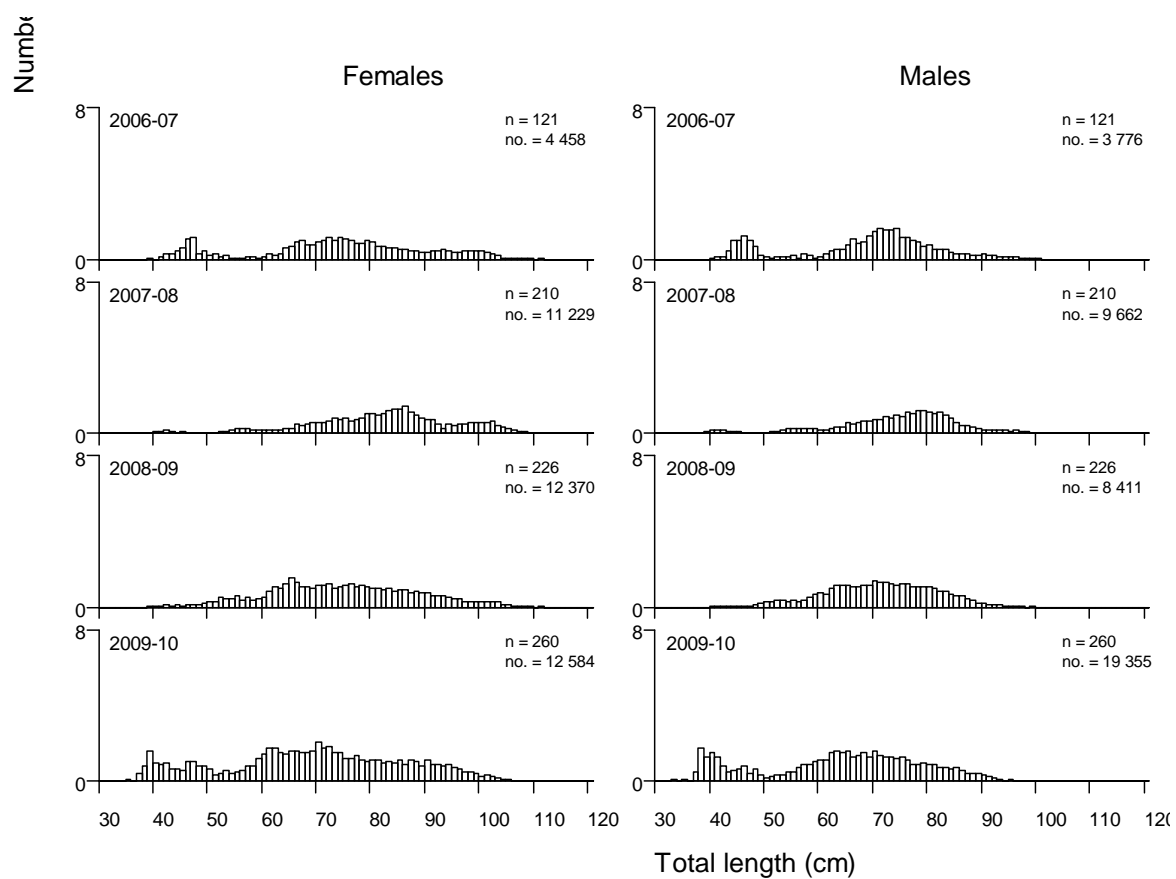 Females Males
8 2006-07 n = 121 2006-07 n = 121
no. = 4 458 no. = 3 776
0 0
8 2007-08 n = 210 8 2007-08 n = 210
no. = 11 229 no. = 9 662
0 0
8 2008-09 n = 226 8 2008-09 n = 226
no. = 12 370 no. = 8 411
0 0
8 2009-10 n = 260 8 2009-10 n = 260
no. = 12 584 no. = 19 355
0 0
30 40 50 60 70 80 90 100 110 120 30 40 50 60 70 80 90 100 110
Total length (cm)